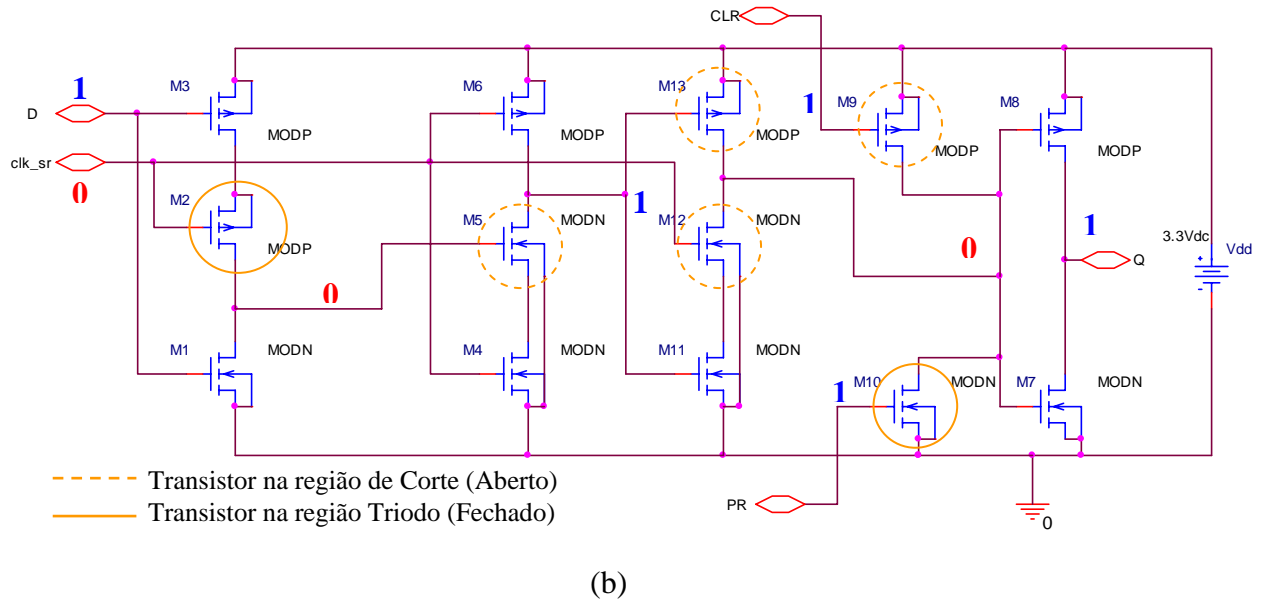 CLR
1
M3
M6
M13
M9
M8
D
1
MODP
MODP
MODP
MODP
MODP
clk_sr
0
M2
M5
MODN
1
M12
MODN
MODP
0
0
1
Q
3.3Vdc
Vdd
M1
MODN
M4
MODN
M11
MODN
M10
MODN
M7
MODN
1
Transistor na região de Corte (Aberto)
Transistor na região Triodo (Fechado)
PR
0
(b)